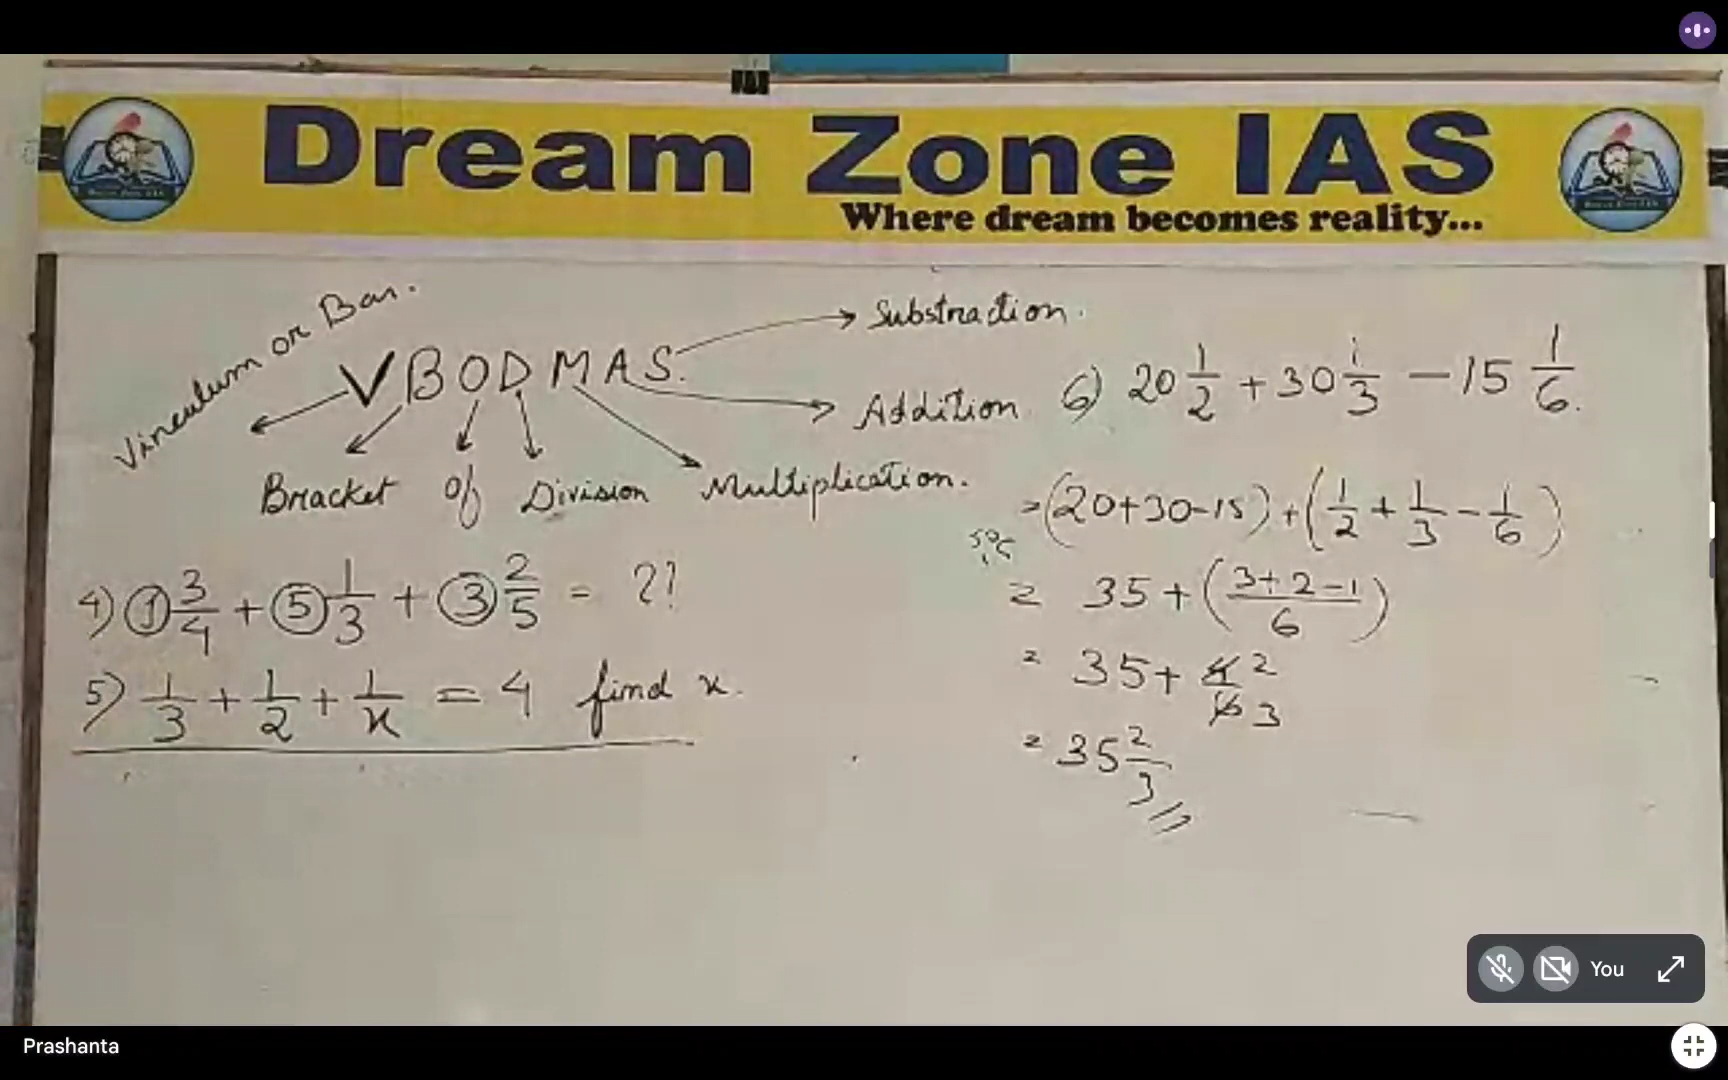 Dream Zone IAS
Where dream becomes reality...
Vinculum or Bar.
VBODMAS.
Substraction.
Addition
Bracket of Division Multiplication.
4) 1 3/4 + 5 1/3 + 3 2/5 = ??
5) 1/3 + 1/2 + 1/x = 4 find x.
6) 20 1/2 + 30 1/3 - 15 1/6.
= (20+30-15) + (1/2 + 1/3 - 1/6)
= 35 + (3+2-1/6)
= 35 + 4/6 2/3
= 35 2/3
You
Prashanta